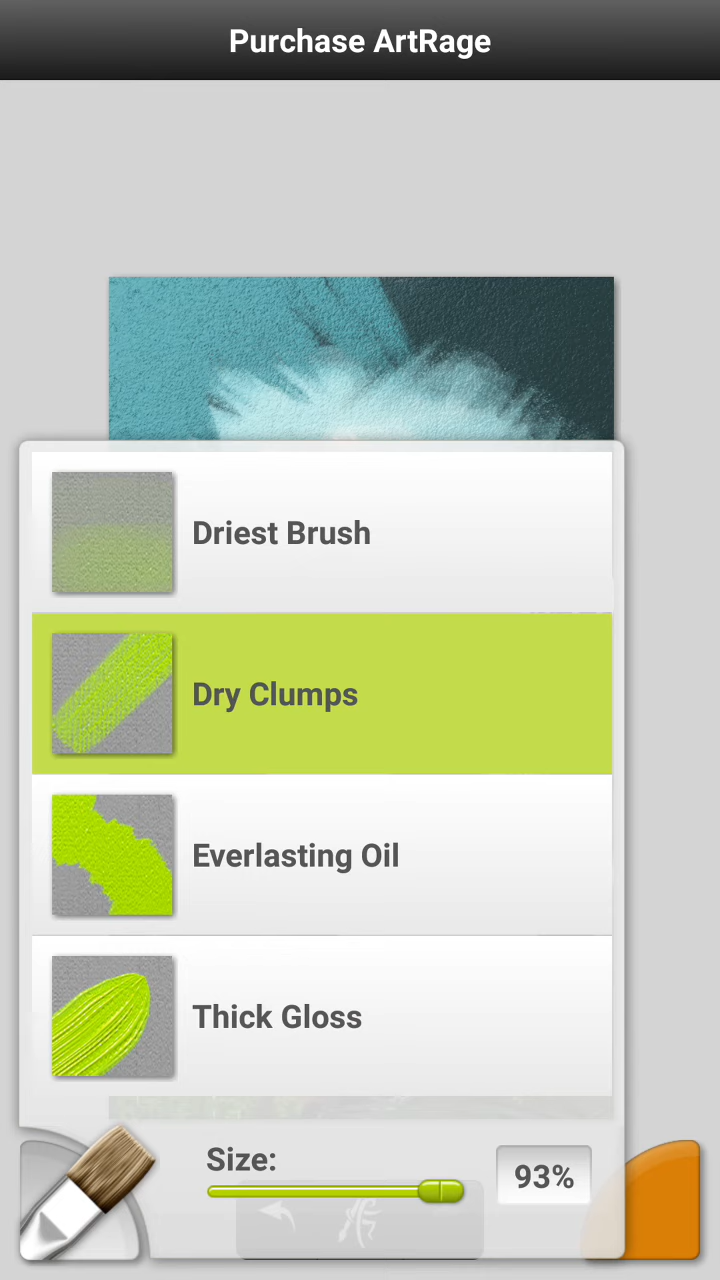 Purchase ArtRage
Driest Brush
Dry Clumps
Everlasting Oil
Thick Gloss
Size:
93%